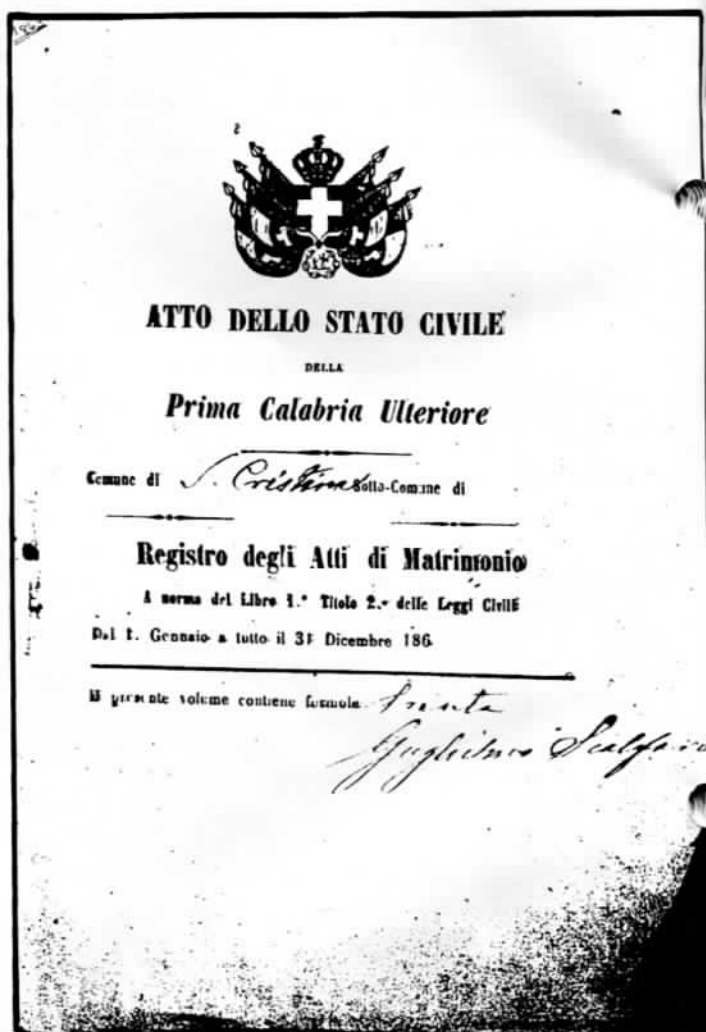 ATTO DELLO STATO CIVILE
DELLA
Prima Calabria Ulteriore
Comune di S. Cristina Sotto-Comune di
Registro degli Atti di Matrimonio
A norma del Libro 1.° Titolo 2.° delle Leggi Civili
Dal 1. Gennaio a tutto il 31 Dicembre 186
Il presente volume contiene formole trenta
Guglielmo